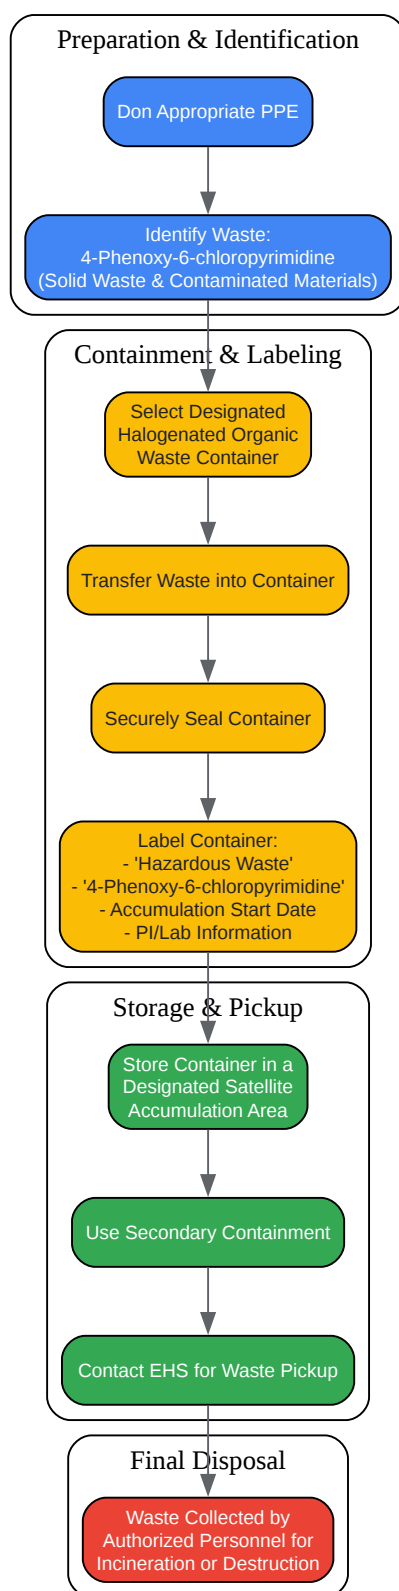 Preparation & Identification
Don Appropriate PPE
Identify Waste:
4-Phenoxy-6-chloropyrimidine
(Solid Waste & Contaminated Materials)
Containment & Labeling
Select Designated
Halogenated Organic
Waste Container
Transfer Waste into Container
Securely Seal Container
Label Container:
- 'Hazardous Waste'
- '4-Phenoxy-6-chloropyrimidine'
- Accumulation Start Date
- PI/Lab Information
Storage & Pickup
Store Container in a
Designated Satellite
Accumulation Area
Use Secondary Containment
Contact EHS for Waste Pickup
Final Disposal
Waste Collected by
Authorized Personnel for
Incineration or Destruction